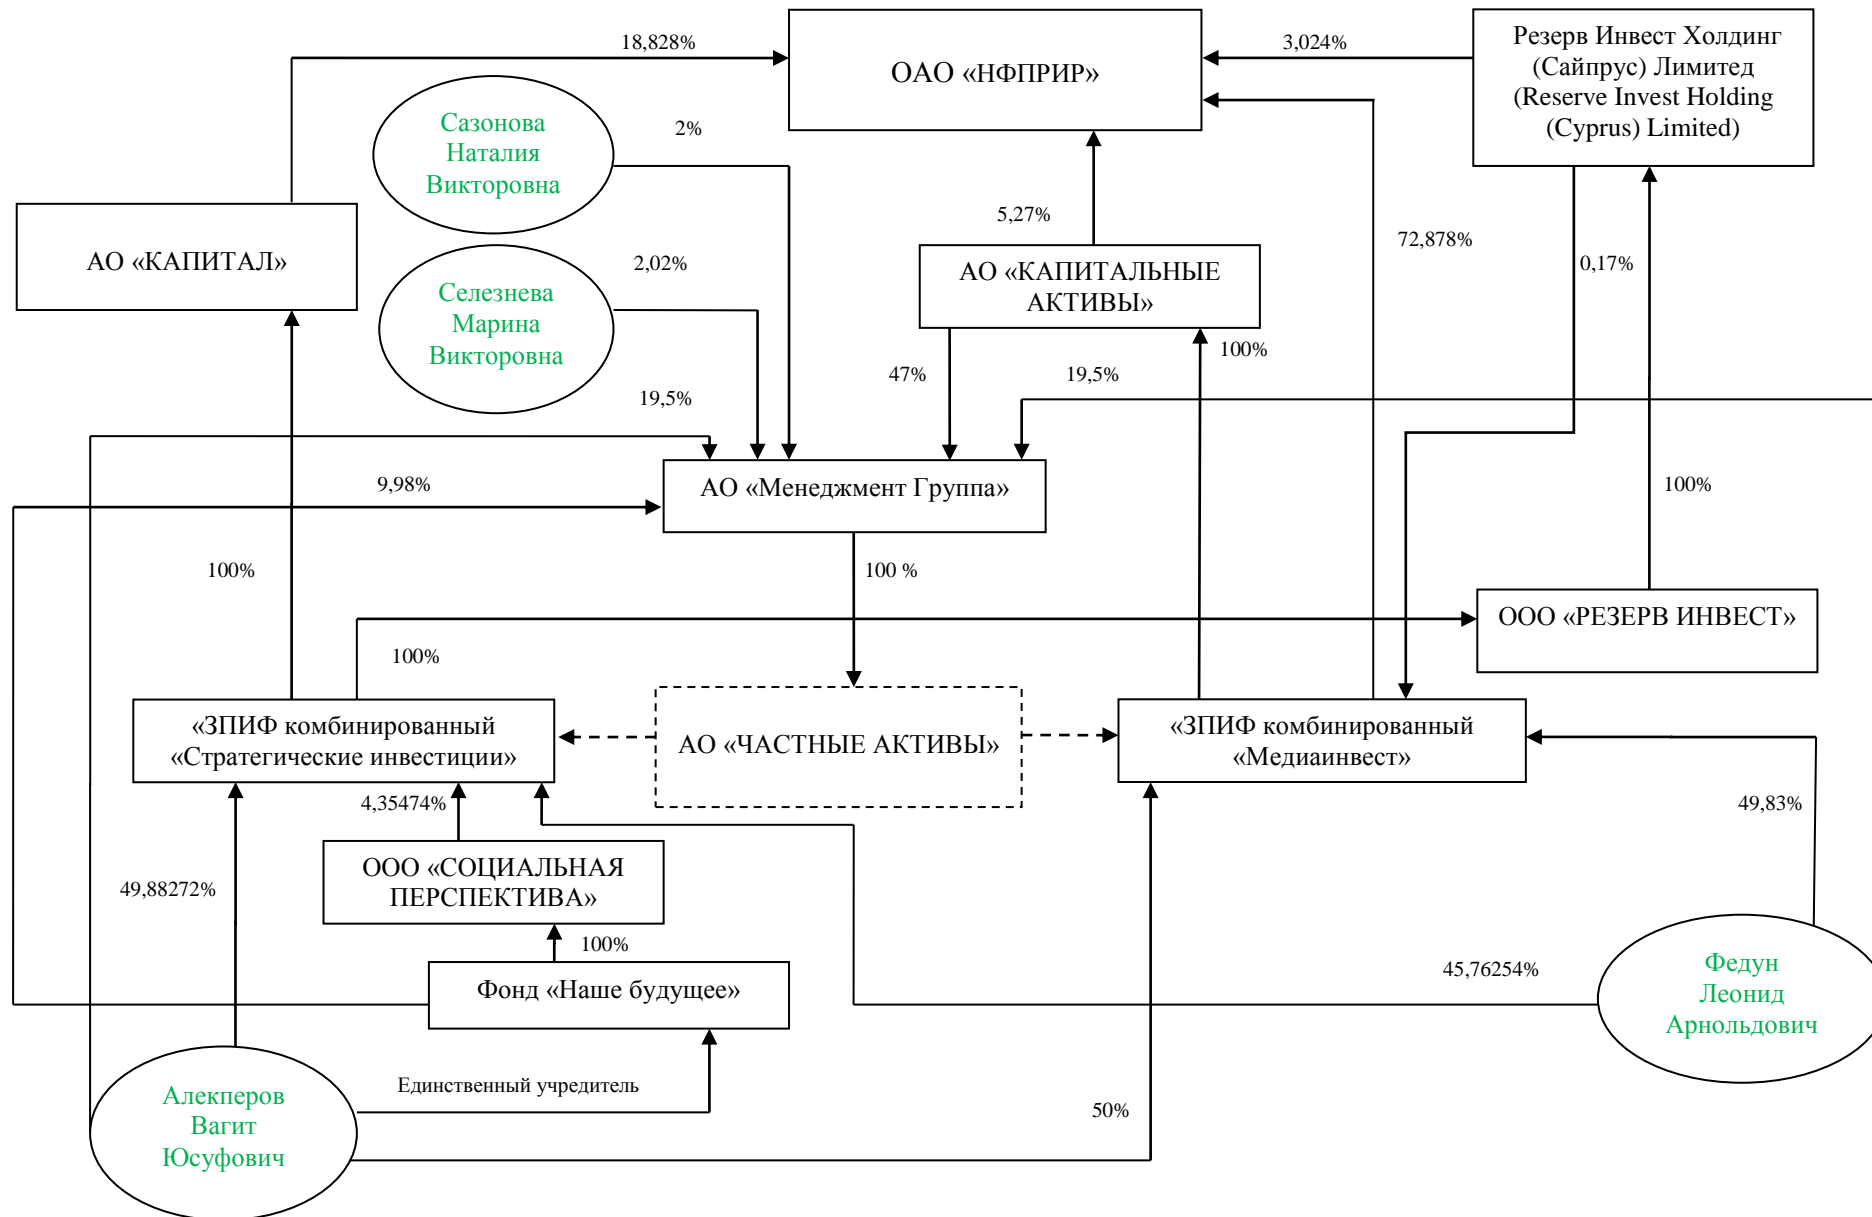 18,828%
ОАО «НФПРИР»
3,024%
Резерв Инвест Холдинг
(Сайпрус) Лимитед
(Reserve Invest Holding
(Cyprus) Limited)
Сазонова
Наталия
Викторовна
2%
АО «КАПИТАЛ»
5,27%
72,878%
0,17%
Селезнева
Марина
Викторовна
2,02%
АО «КАПИТАЛЬНЫЕ
АКТИВЫ»
100%
19,5%
47%
19,5%
9,98%
АО «Менеджмент Группа»
100%
100%
100 %
ООО «РЕЗЕРВ ИНВЕСТ»
100%
«ЗПИФ комбинированный
«Стратегические инвестиции»
АО «ЧАСТНЫЕ АКТИВЫ»
«ЗПИФ комбинированный
«Медиаинвест»
4,35474%
49,83%
49,88272%
ООО «СОЦИАЛЬНАЯ
ПЕРСПЕКТИВА»
100%
Фонд «Наше будущее»
45,76254%
Федун
Леонид
Арнольдович
Единственный учредитель
Алекперов
Вагит
Юсуфович
50%